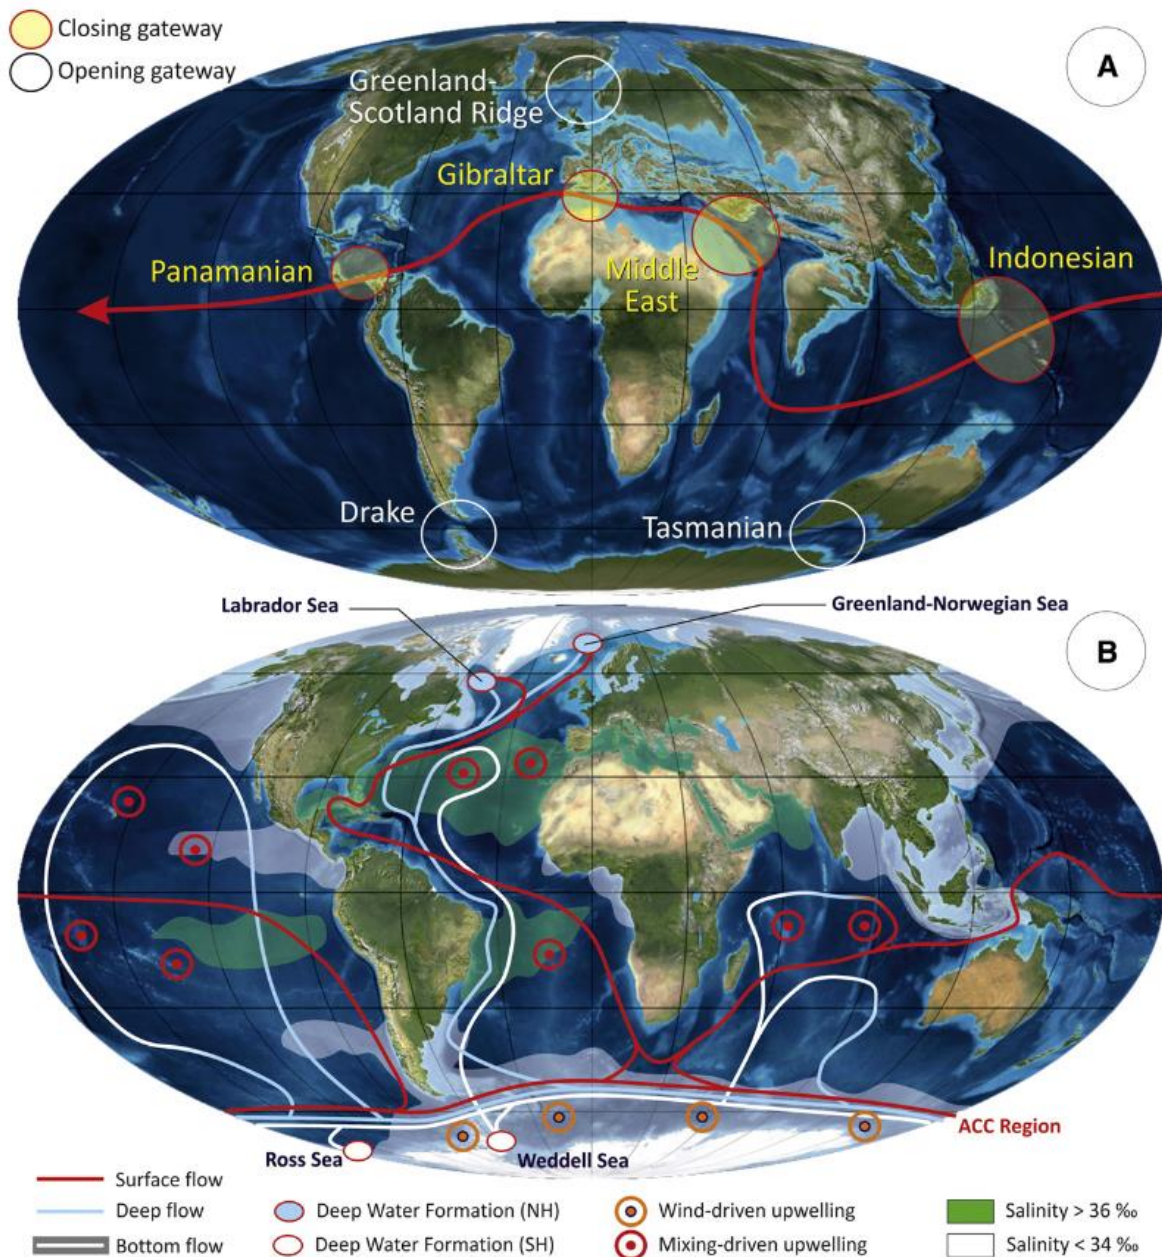 Closing gateway
Opening gateway
A
Greenland-
Scotland Ridge
Gibraltar
Panamanian
Middle
East
Indonesian
Drake
Tasmanian
Labrador Sea
Greenland-Norwegian Sea
B
ACC Region
Ross Sea
Weddell Sea
Surface flow
Deep flow
Bottom flow
Deep Water Formation (NH)
Deep Water Formation (SH)
Wind-driven upwelling
Mixing-driven upwelling
Salinity > 36 ‰
Salinity < 34 ‰